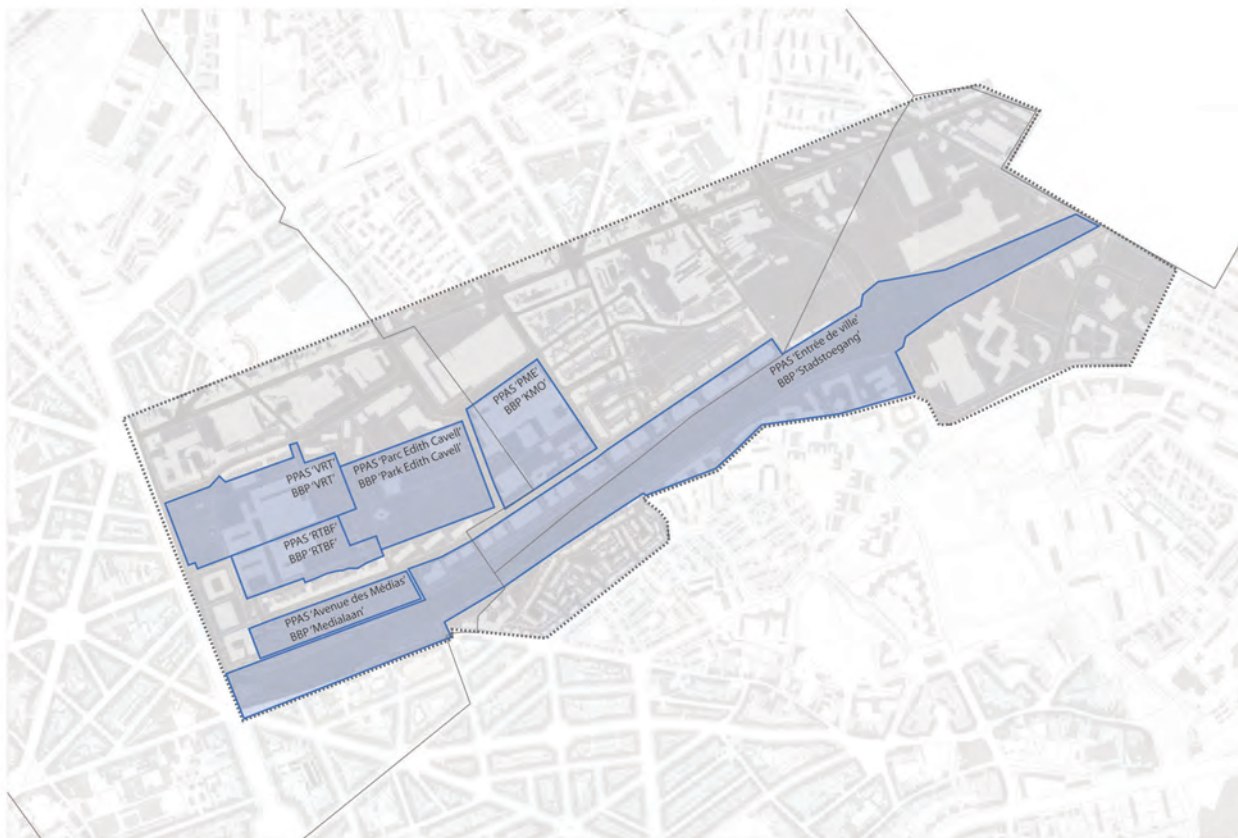 PPAS 'Entrée de ville'
BBP 'Stadstoegang'
PPAS 'PME'
BBP 'KMO'
PPAS 'Parc Edith Cavell'
BBP 'Park Edith Cavell'
PPAS 'VRT'
BBP 'VRT'
PPAS 'RTBF'
BBP 'RTBF'
PPAS 'Avenue des Médias'
BBP 'Medialaan'